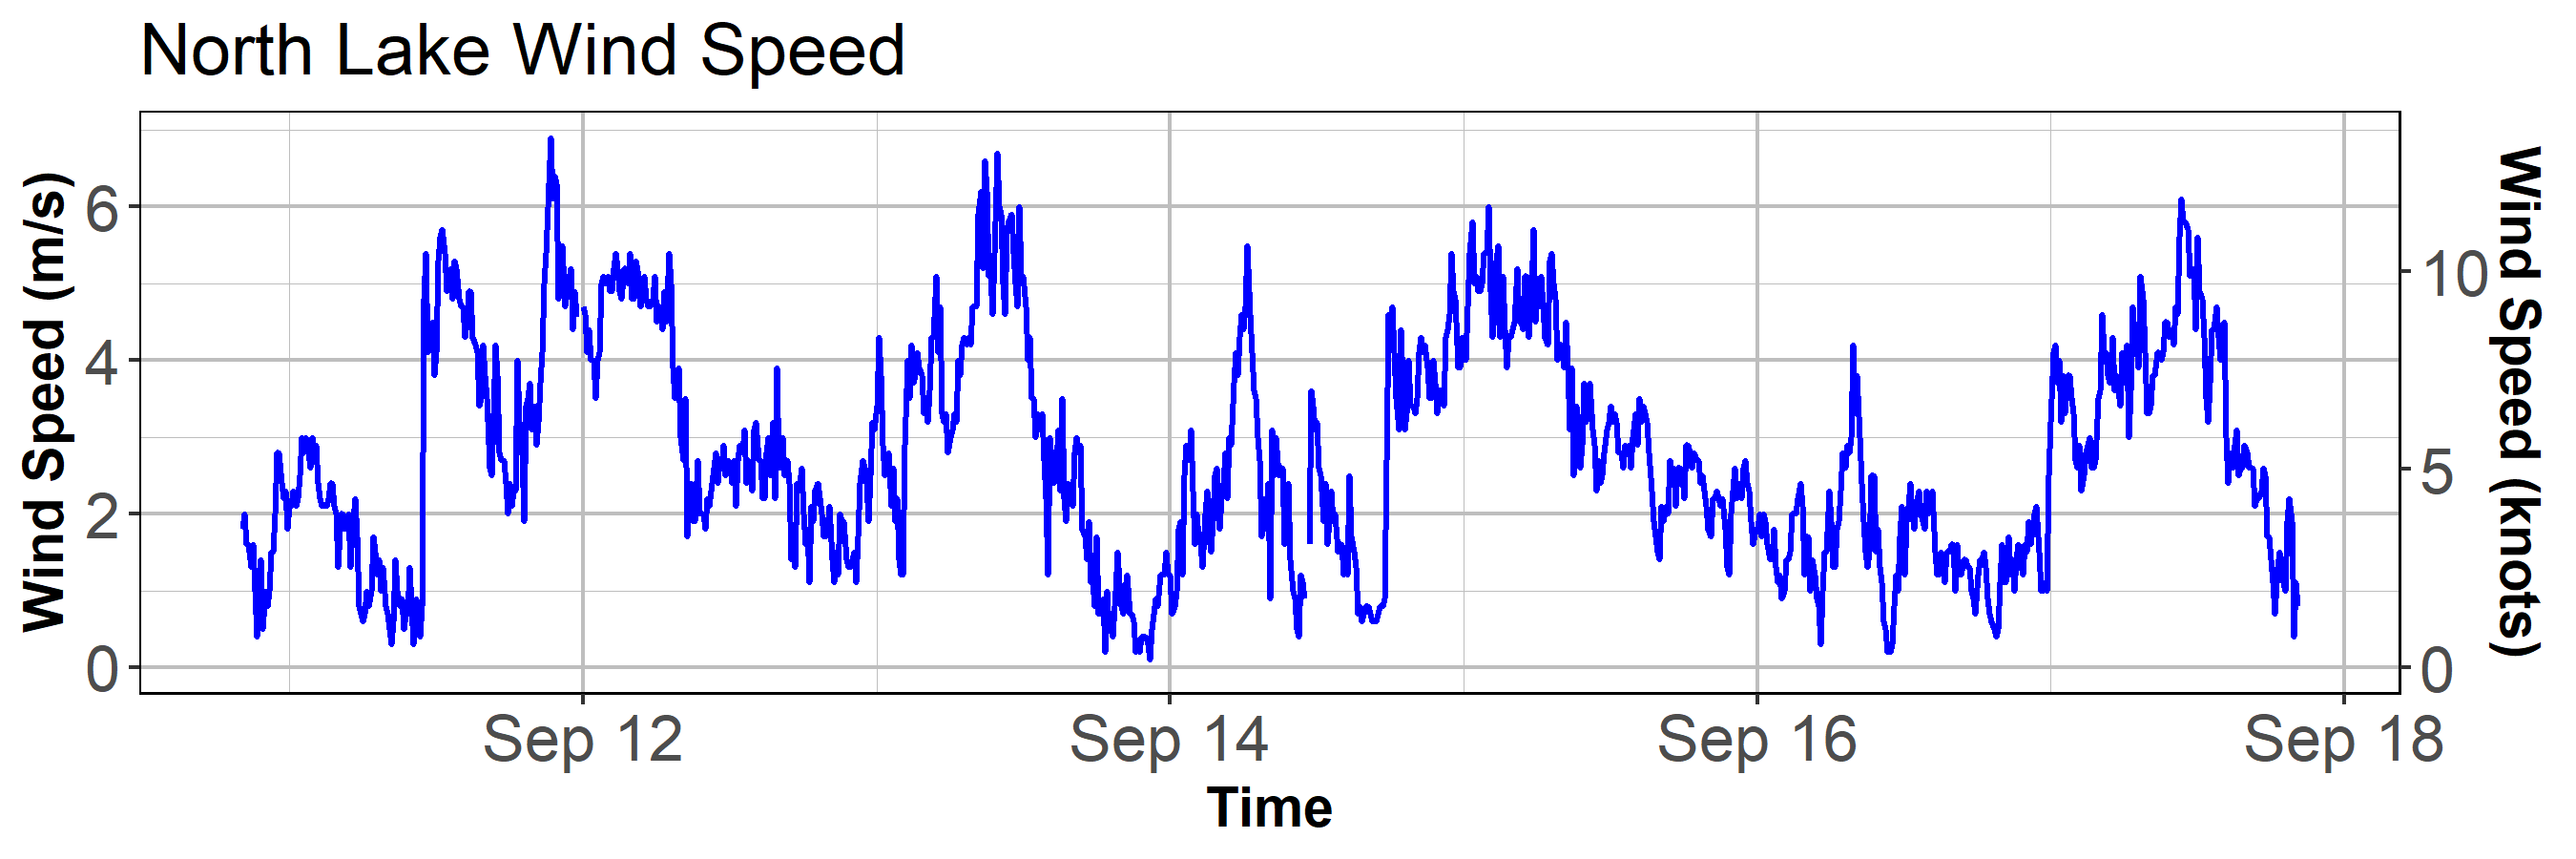 North Lake Wind Speed
Wind Speed (m/s)
6
4
2
0
10
5
0
Wind Speed (knots)
Sep 12
Sep 14
Sep 16
Sep 18
Time